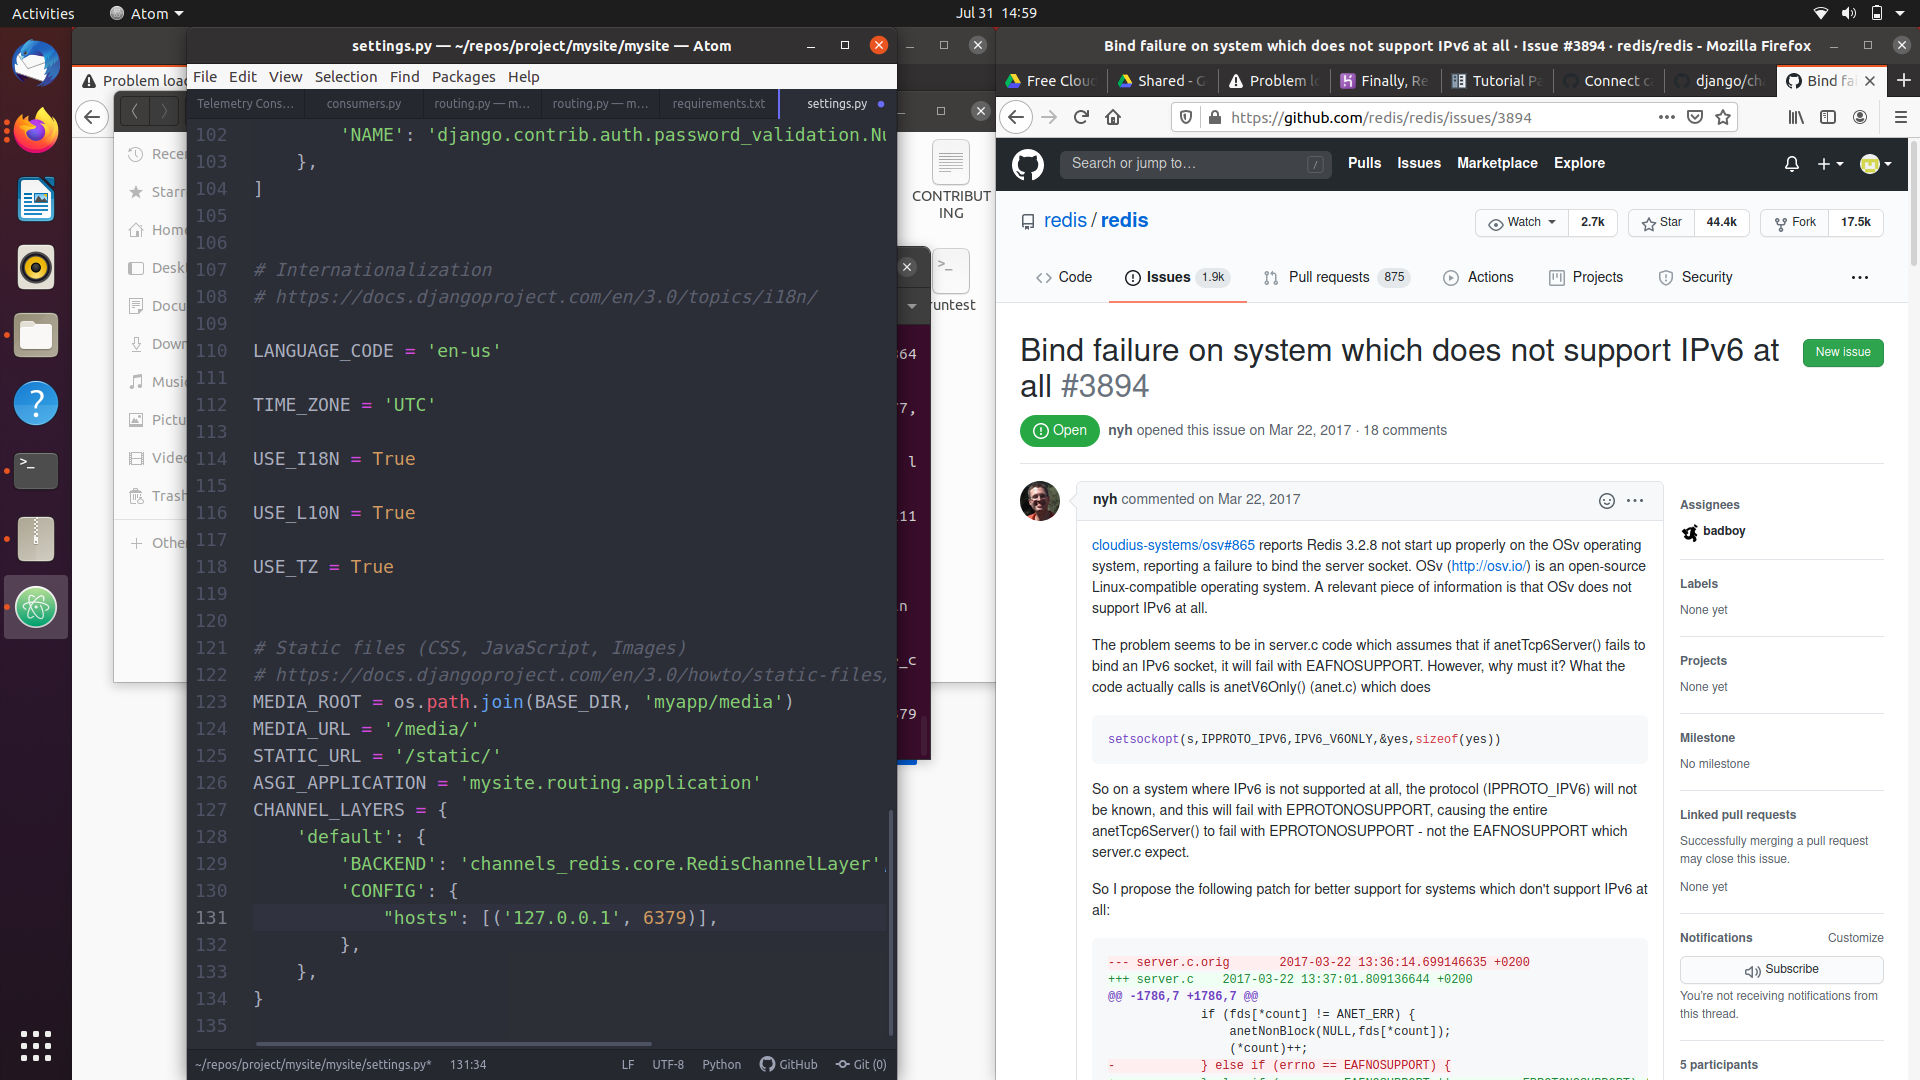 Activities
Atom
Jul 31 14:59
settings.py — ~/repos/project/mysite/mysite — Atom
File Edit View Selection Find Packages Help
Telemetry Cons...
consumers.py
routing.py — m...
routing.py — m...
requirements.txt
settings.py
102 'NAME': 'django.contrib.auth.password_validation.Nu
103 },
104 ]
105
106
107 # Internationalization
108 # https://docs.djangoproject.com/en/3.0/topics/i18n/
109
110 LANGUAGE_CODE = 'en-us'
111
112 TIME_ZONE = 'UTC'
113
114 USE_I18N = True
115
116 USE_L10N = True
117
118 USE_TZ = True
119
120
121 # Static files (CSS, JavaScript, Images)
122 # https://docs.djangoproject.com/en/3.0/howto/static-files/
123 MEDIA_ROOT = os.path.join(BASE_DIR, 'myapp/media')
124 MEDIA_URL = '/media/'
125 STATIC_URL = '/static/'
126 ASGI_APPLICATION = 'mysite.routing.application'
127 CHANNEL_LAYERS = {
128 'default': {
129 'BACKEND': 'channels_redis.core.RedisChannelLayer',
130 'CONFIG': {
131 "hosts": [('127.0.0.1', 6379)],
132 },
133 },
134 }
135
~/repos/project/mysite/mysite/settings.py* 131:34 LF UTF-8 Python GitHub Git (0)
Problem loa
Recen
Starr
Home
Deskt
Docu
Down
Music
Pictu
Video
Trash
Other
CONTRIBUT
ING
runtest
364
77,
l
11
in
_c
379
Bind failure on system which does not support IPv6 at all · Issue #3894 · redis/redis - Mozilla Firefox
Free Clou
Shared - G
Problem l
Finally, Re
Tutorial Pa
Connect c
django/ch
Bind fai
https://github.com/redis/redis/issues/3894
Search or jump to…
/
Pulls Issues Marketplace Explore
redis / redis
Watch 2.7k
Star 44.4k
Fork 17.5k
Code
Issues 1.9k
Pull requests 875
Actions
Projects
Security
Bind failure on system which does not support IPv6 at
all #3894
New issue
Open
nyh opened this issue on Mar 22, 2017 · 18 comments
nyh commented on Mar 22, 2017
cloudius-systems/osv#865 reports Redis 3.2.8 not start up properly on the OSv operating
system, reporting a failure to bind the server socket. OSv (http://osv.io/) is an open-source
Linux-compatible operating system. A relevant piece of information is that OSv does not
support IPv6 at all.
The problem seems to be in server.c code which assumes that if anetTcp6Server() fails to
bind an IPv6 socket, it will fail with EAFNOSUPPORT. However, why must it? What the
code actually calls is anetV6Only() (anet.c) which does
setsockopt(s,IPPROTO_IPV6,IPV6_V6ONLY,&yes,sizeof(yes))
So on a system where IPv6 is not supported at all, the protocol (IPPROTO_IPV6) will not
be known, and this will fail with EPROTONOSUPPORT, causing the entire
anetTcp6Server() to fail with EPROTONOSUPPORT - not the EAFNOSUPPORT which
server.c expect.
So I propose the following patch for better support for systems which don't support IPv6 at
all:
--- server.c.orig 2017-03-22 13:36:14.699146635 +0200
+++ server.c 2017-03-22 13:37:01.809136644 +0200
@@ -1786,7 +1786,7 @@
if (fds[*count] != ANET_ERR) {
anetNonBlock(NULL,fds[*count]);
(*count)++;
- } else if (errno == EAFNOSUPPORT) {
Assignees
badboy
Labels
None yet
Projects
None yet
Milestone
No milestone
Linked pull requests
Successfully merging a pull request
may close this issue.
None yet
Notifications Customize
Subscribe
You're not receiving notifications from
this thread.
5 participants